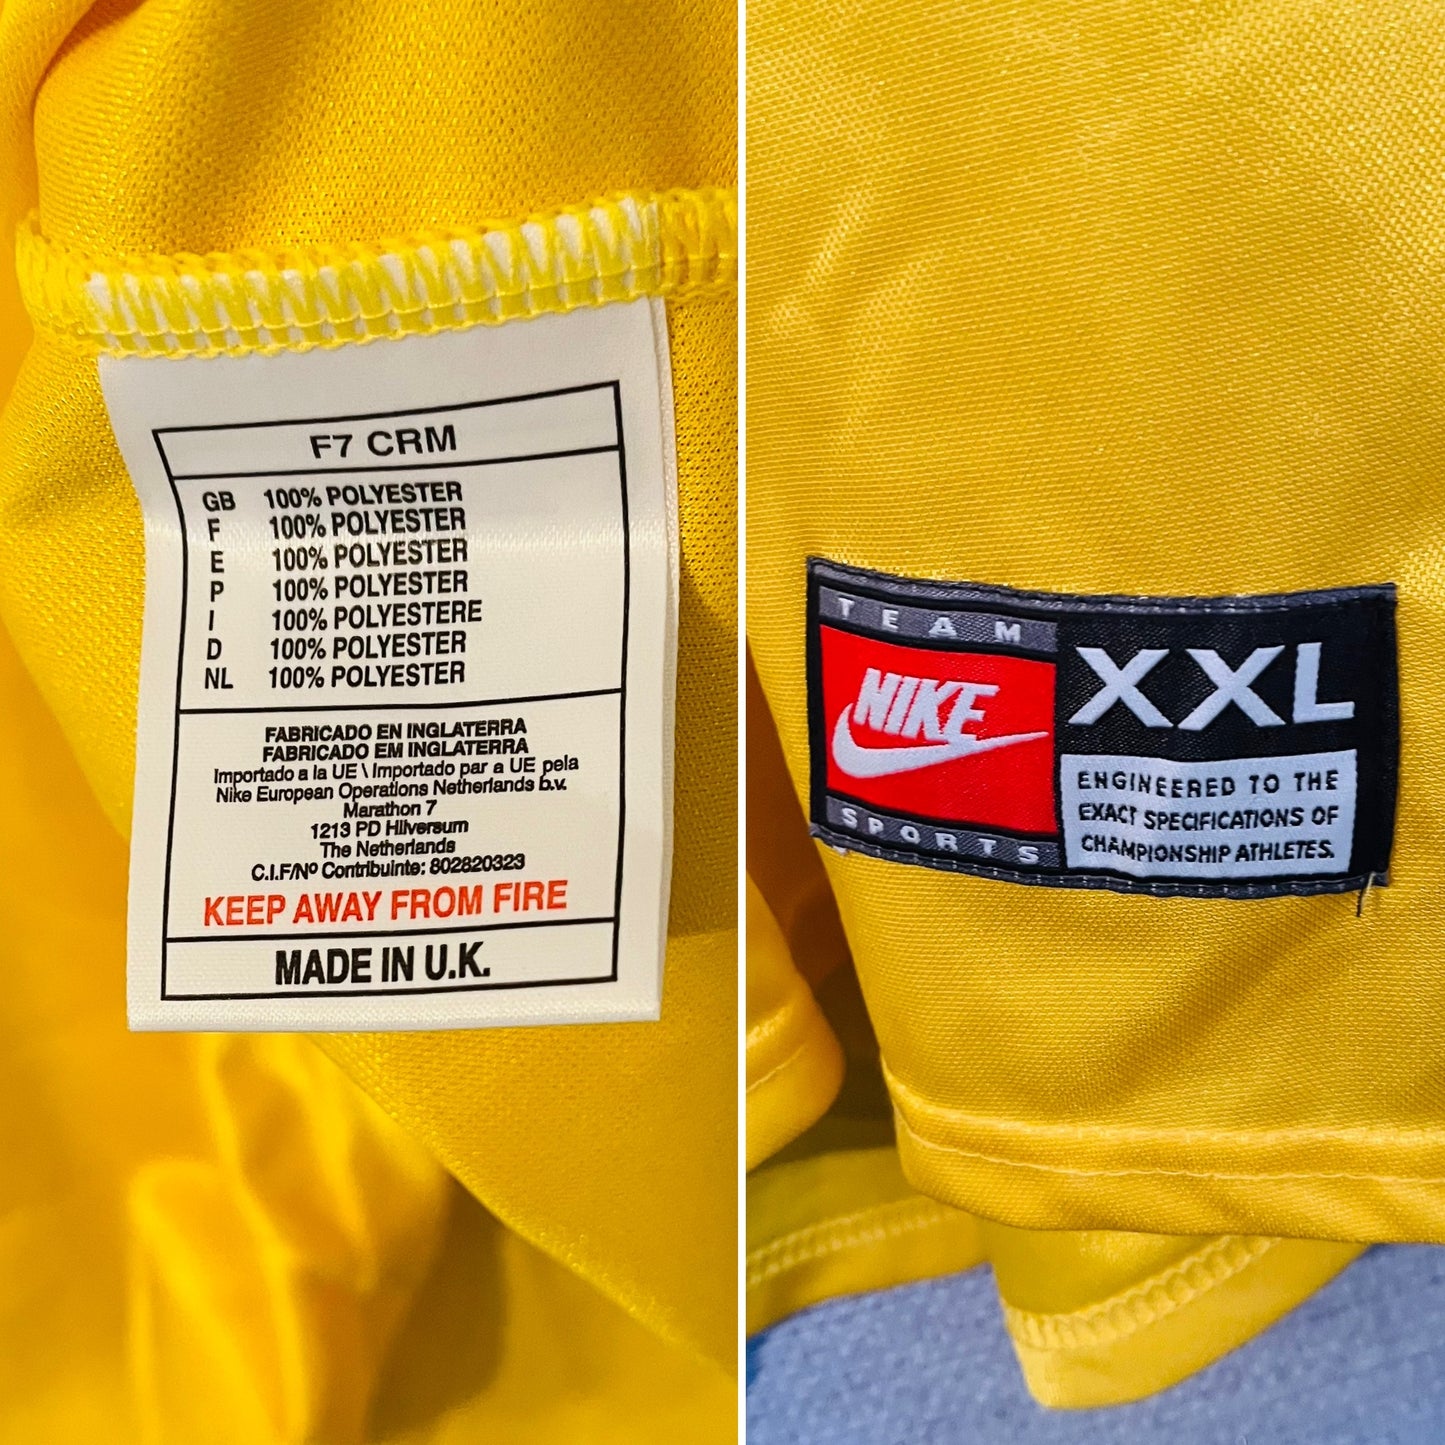 F7 CRM
GB 100% POLYESTER
F 100% POLYESTER
E 100% POLYESTER
P 100% POLYESTER
I 100% POLYESTERE
D 100% POLYESTER
NL 100% POLYESTER
FABRICADO EN INGLATERRA
FABRICADO EM INGLATERRA
Importado a la UE \ Importado par a UE pela
Nike European Operations Netherlands b.v.
Marathon 7
1213 PD Hilversum
The Netherlands
C.I.F/Nº Contribuinte: 802820323
KEEP AWAY FROM FIRE
MADE IN U.K.
TEAM
NIKE
SPORTS
XXL
ENGINEERED TO THE
EXACT SPECIFICATIONS OF
CHAMPIONSHIP ATHLETES.